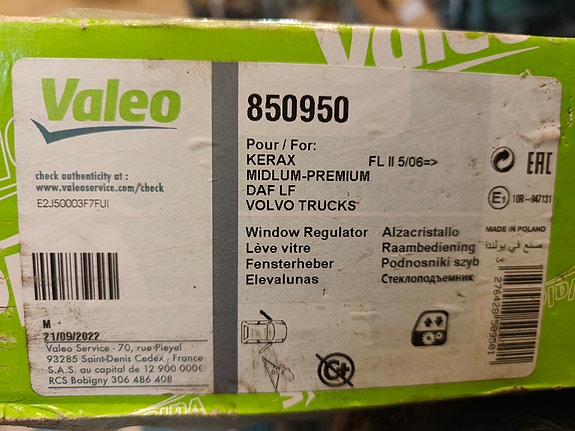 Valeo
check authenticity at :
www.valeoservice.com/check
E2J50003F7FUI
M
21/09/2022
Valeo Service - 70, rue Pleyel
93285 Saint-Denis Cedex, France
S.A.S. au capital de 12 900 000€
RCS Bobigny 306 486 408
850950
Pour / For:
KERAX FL II 5/06=>
MIDLUM-PREMIUM
DAF LF
VOLVO TRUCKS
Window Regulator Alzacristallo
Lève vitre Raambediening
Fensterheber Podnosniki szyb
Elevalunas Стеклоподъемник
EAC
E1 10R-047131
MADE IN POLAND
صنع في بولندا
Ct
Valeo